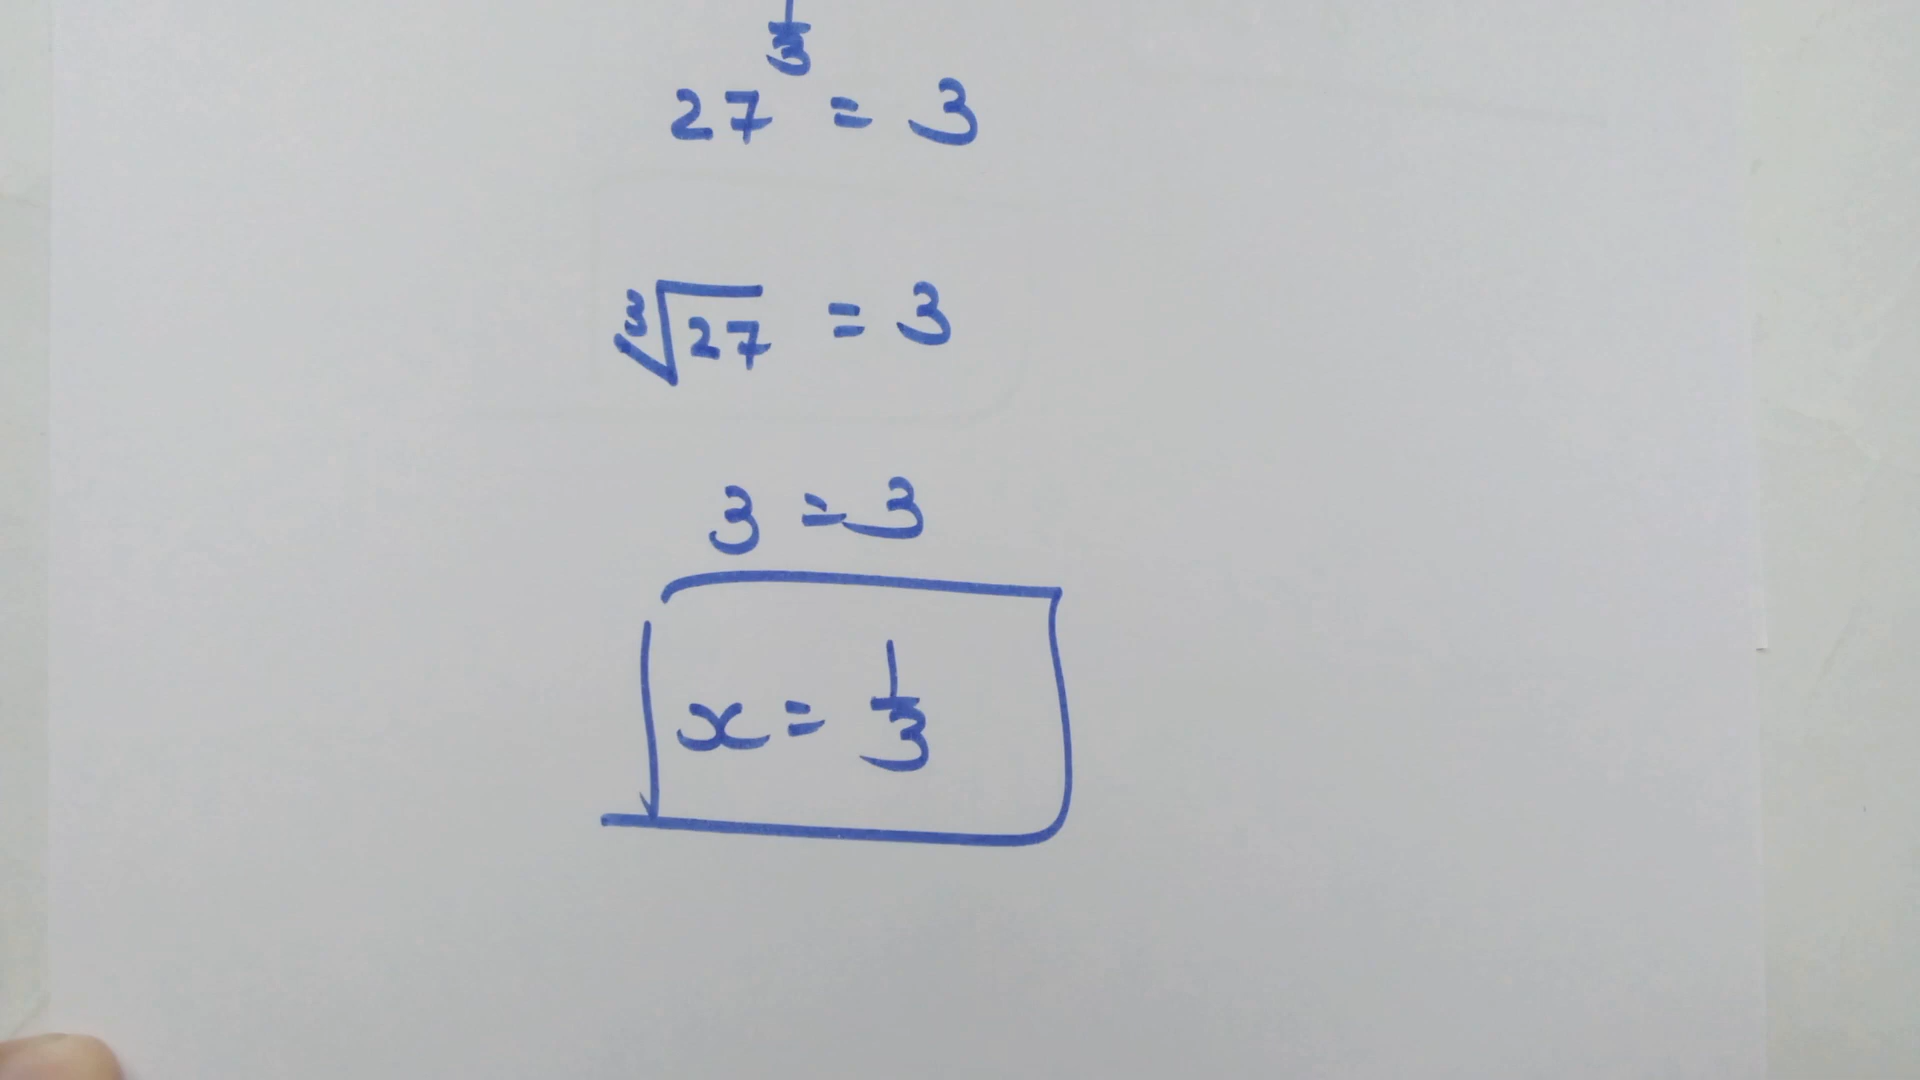 27^(1/3) = 3
∛27 = 3
3 = 3
x = 1/3